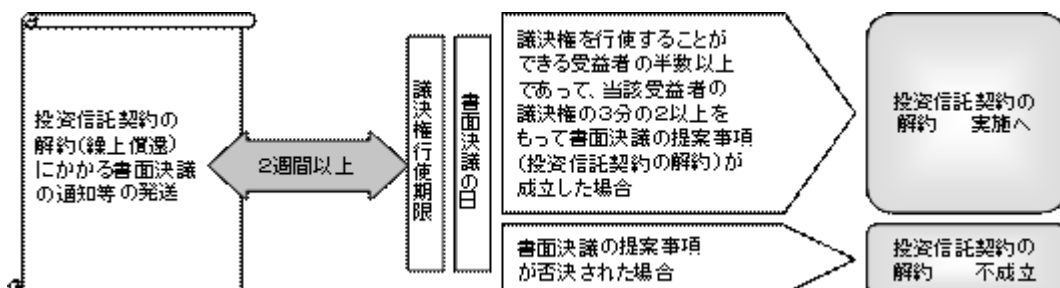 投資信託契約の
解約(繰上償還)
にかかる書面決議
の通知等の発送
2週間以上
議決権行使期限
書面決議の日
議決権を行使することが
できる受益者の半数以上
であって、当該受益者の
議決権の3分の2以上を
もって書面決議の提案事項
(投資信託契約の解約)が
成立した場合
投資信託契約の
解約　実施へ
書面決議の提案事項
が否決された場合
投資信託契約の
解約　不成立